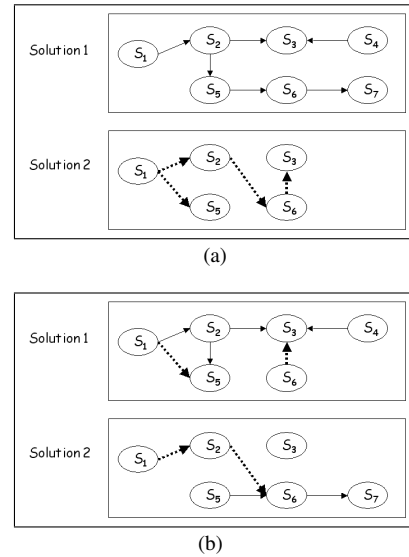 Solution 1
S1 S2 S3 S4
S5 S6 S7
Solution 2
S1 S2 S3
S5 S6
(a)
Solution 1
S1 S2 S3 S4
S5 S6
Solution 2
S1 S2 S3
S5 S6 S7
(b)